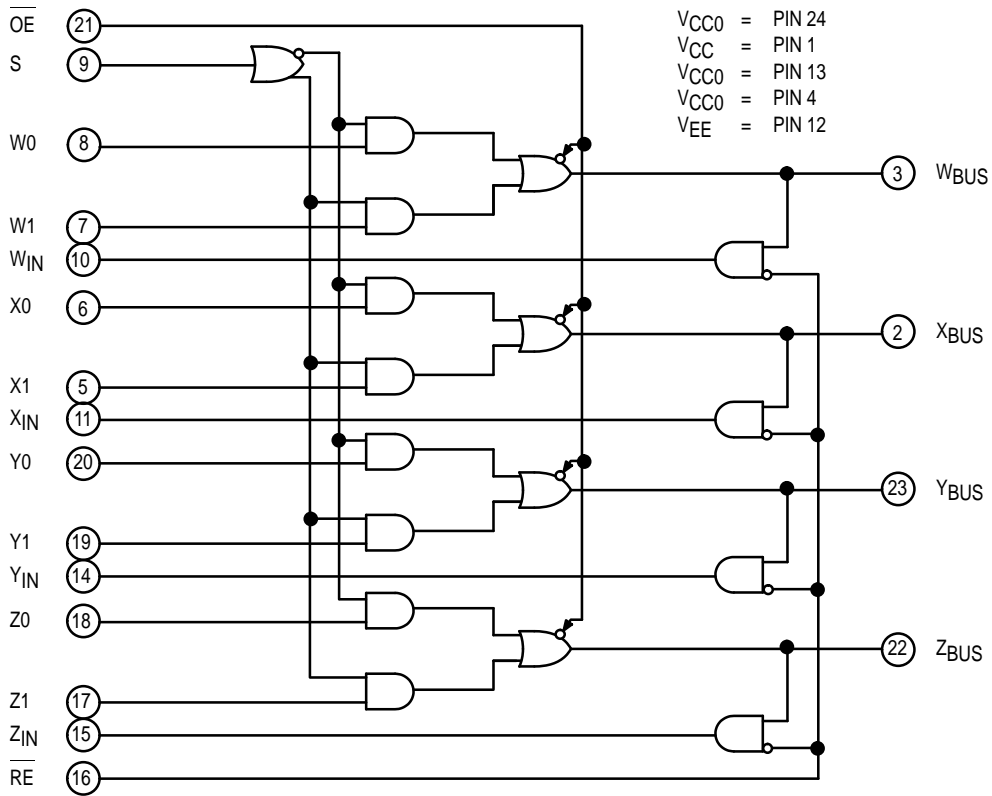 OE 21
S 9
W0 8
W1 7
WIN 10
X0 6
X1 5
XIN 11
Y0 20
Y1 19
YIN 14
Z0 18
Z1 17
ZIN 15
RE 16
VCC0 = PIN 24
VCC = PIN 1
VCC0 = PIN 13
VCC0 = PIN 4
VEE = PIN 12
3 WBUS
2 XBUS
23 YBUS
22 ZBUS